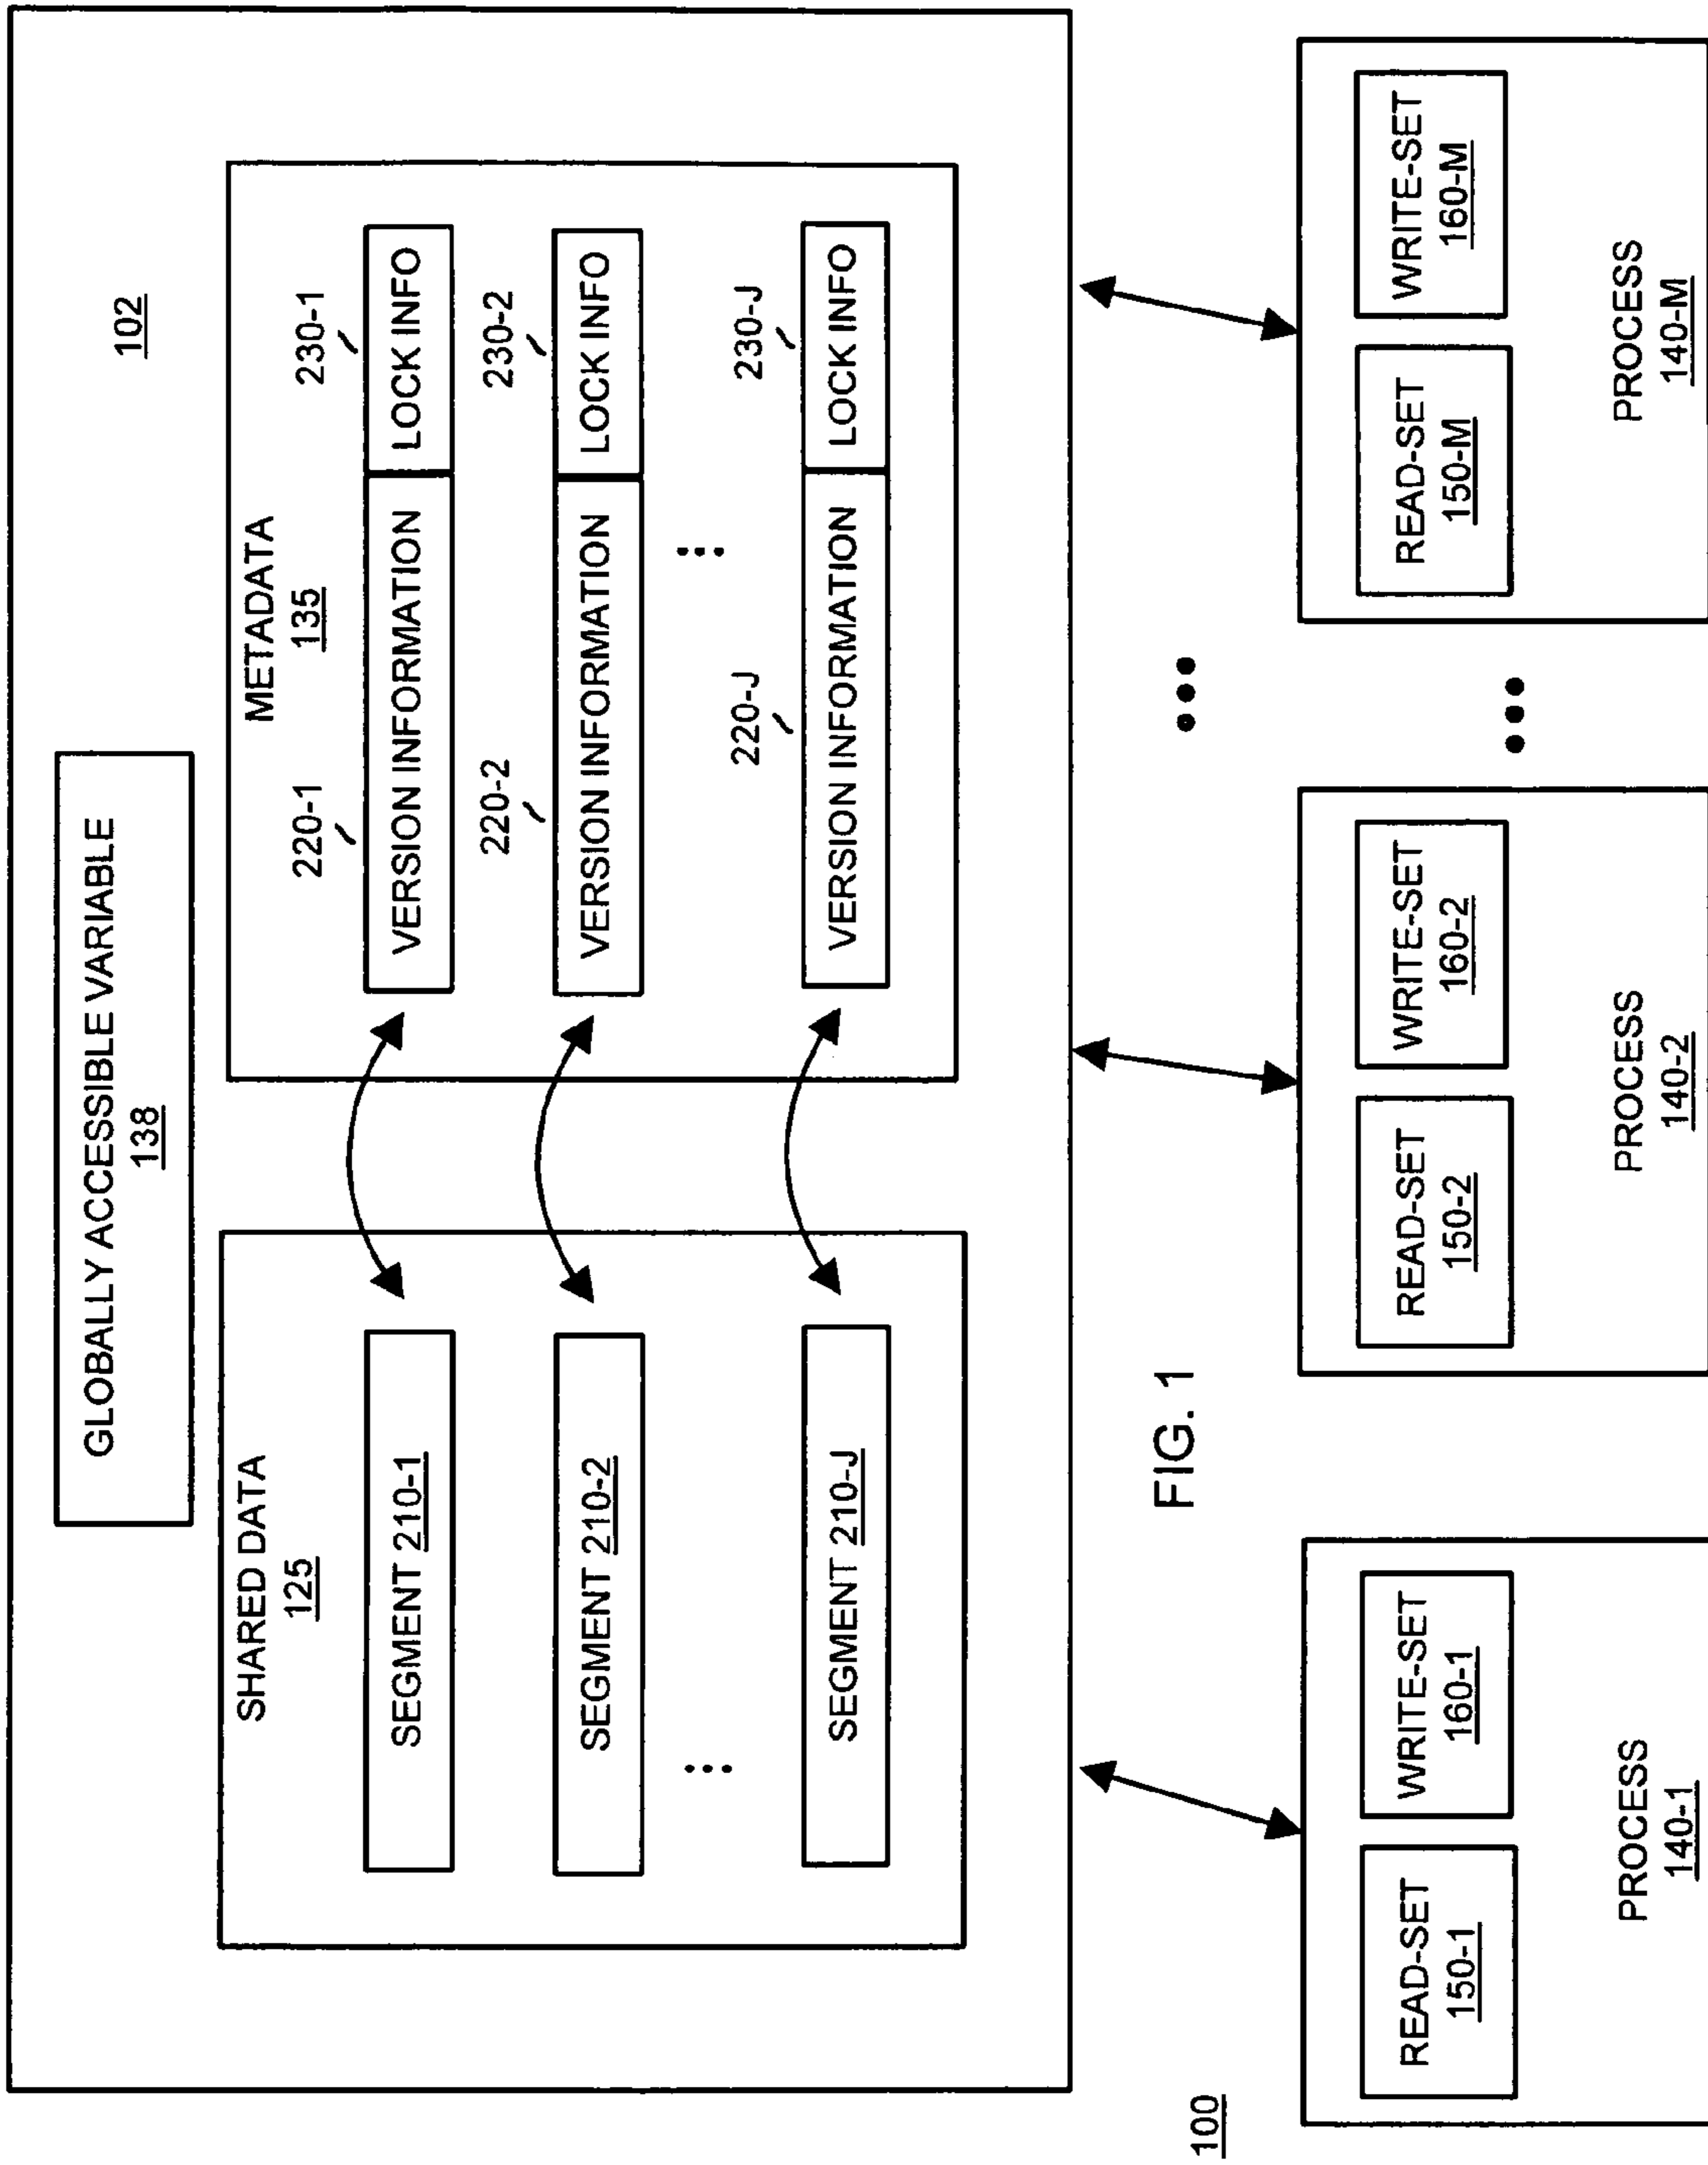 102
GLOBALLY ACCESSIBLE VARIABLE
138
SHARED DATA
125
SEGMENT 210-1
SEGMENT 210-2
⋮
SEGMENT 210-J
METADATA
135
220-1
230-1
VERSION INFORMATION
LOCK INFO
220-2
230-2
VERSION INFORMATION
LOCK INFO
⋮
220-J
230-J
VERSION INFORMATION
LOCK INFO
FIG. 1
100
•••
READ-SET
150-1
WRITE-SET
160-1
PROCESS
140-1
READ-SET
150-2
WRITE-SET
160-2
PROCESS
140-2
•••
READ-SET
150-M
WRITE-SET
160-M
PROCESS
140-M